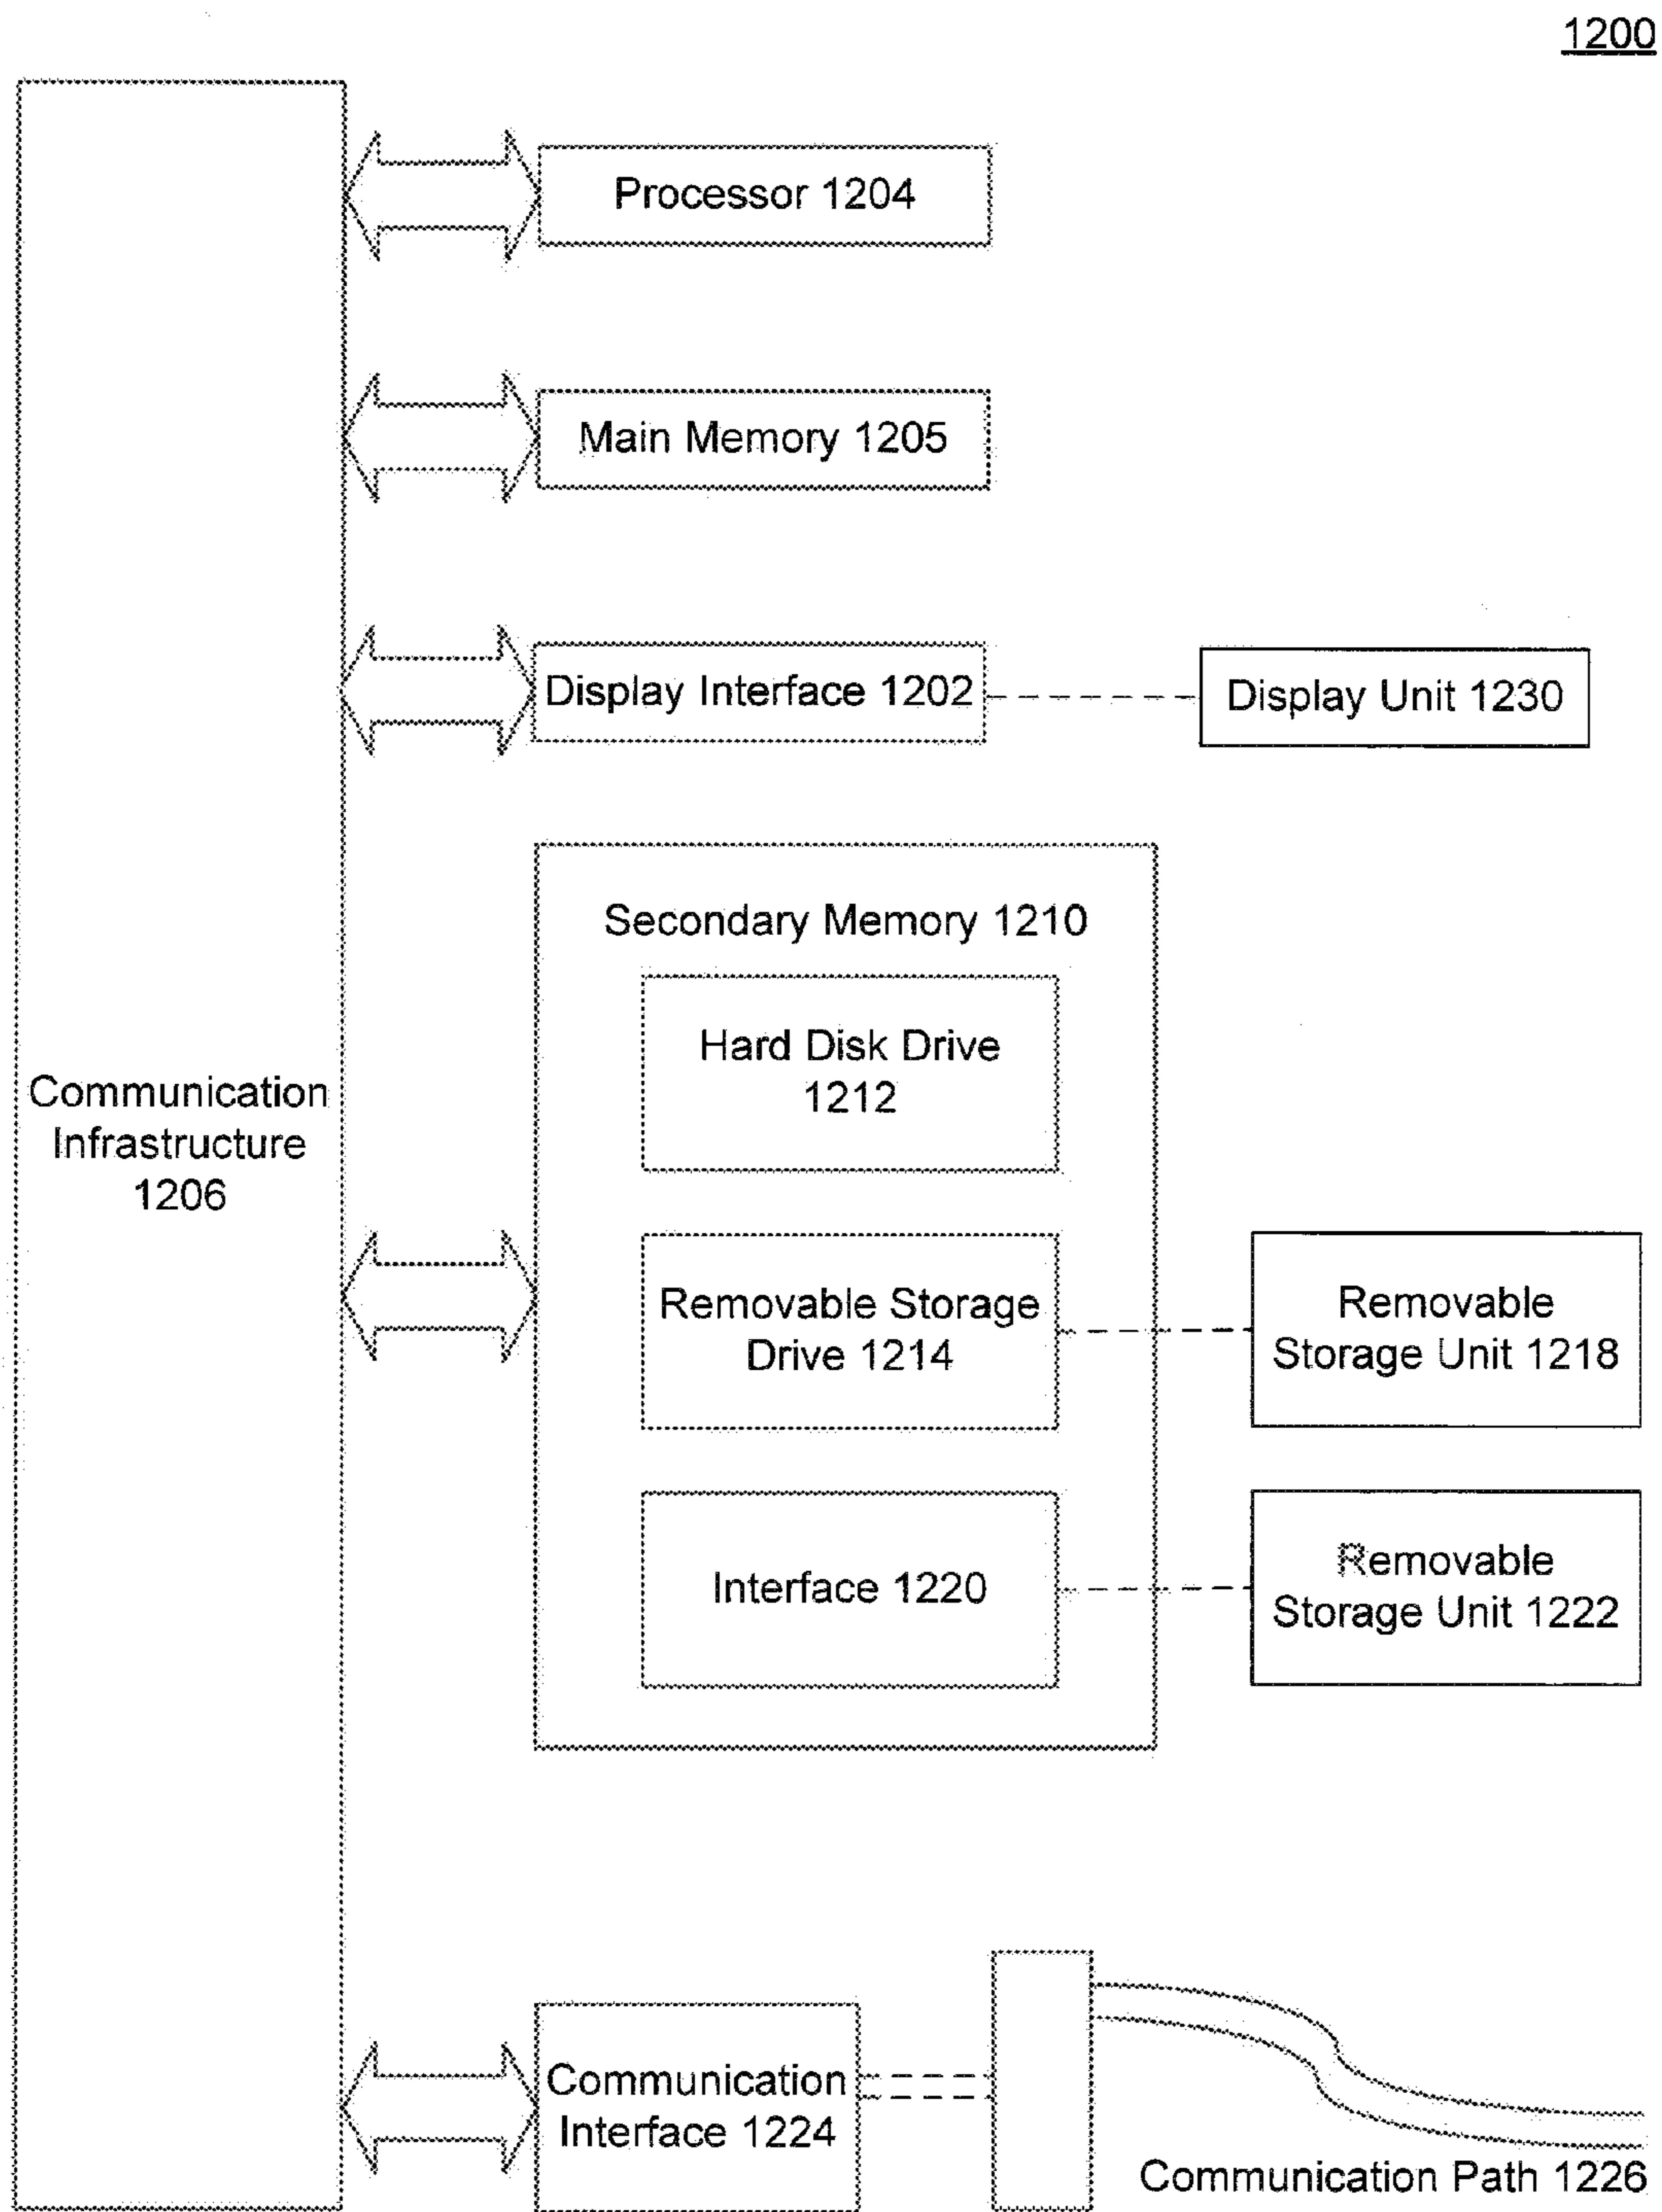 1200
Processor 1204
Main Memory 1205
Display Interface 1202
Display Unit 1230
Secondary Memory 1210
Hard Disk Drive
1212
Communication
Infrastructure
1206
Removable Storage
Drive 1214
Removable
Storage Unit 1218
Interface 1220
Removable
Storage Unit 1222
Communication
Interface 1224
Communication Path 1226